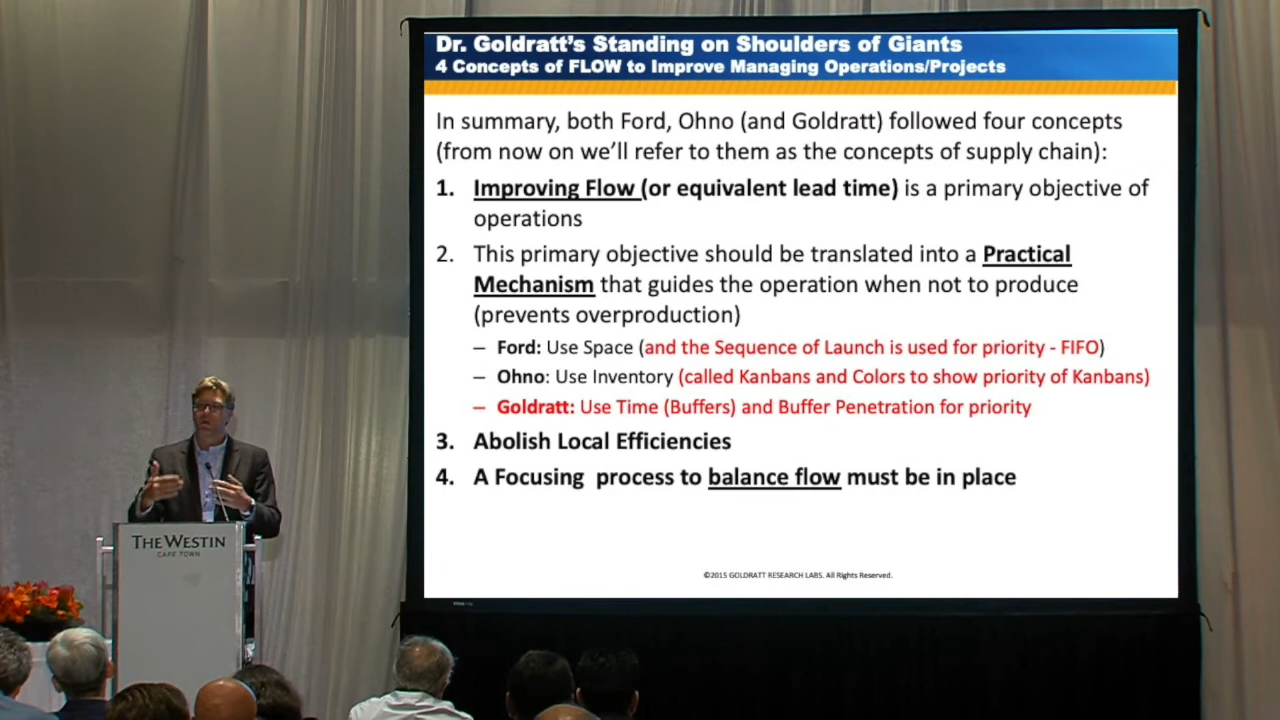 Dr. Goldratt's Standing on Shoulders of Giants
4 Concepts of FLOW to Improve Managing Operations/Projects
In summary, both Ford, Ohno (and Goldratt) followed four concepts
(from now on we'll refer to them as the concepts of supply chain):
1. Improving Flow (or equivalent lead time) is a primary objective of
operations
2. This primary objective should be translated into a Practical
Mechanism that guides the operation when not to produce
(prevents overproduction)
– Ford: Use Space (and the Sequence of Launch is used for priority - FIFO)
– Ohno: Use Inventory (called Kanbans and Colors to show priority of Kanbans)
– Goldratt: Use Time (Buffers) and Buffer Penetration for priority
3. Abolish Local Efficiencies
4. A Focusing process to balance flow must be in place
©2015 GOLDRATT RESEARCH LABS. All Rights Reserved.
THE WESTIN
CAPE TOWN